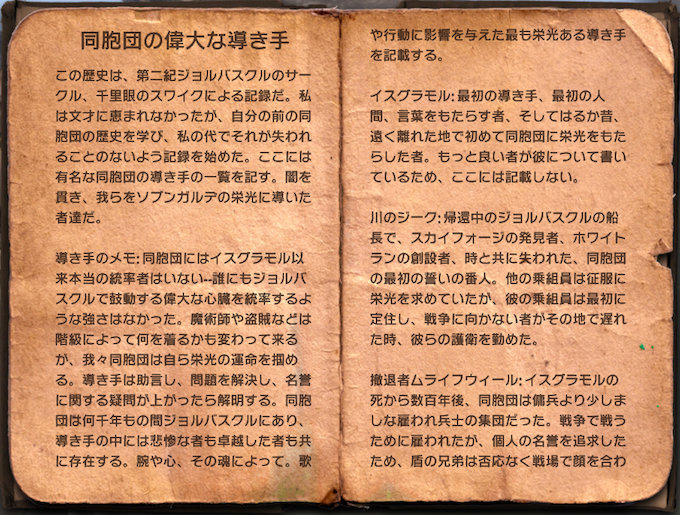 同胞団の偉大な導き手
この歴史は、第二紀ジョルバスクルのサー
クル、千里眼のスワイクによる記録だ。私
は文才に恵まれなかったが、自分の前の同
胞団の歴史を学び、私の代でそれが失われ
ることのないよう記録を始めた。ここには
有名な同胞団の導き手の一覧を記す。闇を
貫き、我らをソブンガルデの栄光に導いた
者達だ。
導き手のメモ: 同胞団にはイスグラモル以
来本当の統率者はいない--誰にもジョルバ
スクルで鼓動する偉大な心臓を統率するよ
うな強さはなかった。魔術師や盗賊などは
階級によって何を着るかも変わって来る
が、我々同胞団は自ら栄光の運命を掴め
る。導き手は助言し、問題を解決し、名誉
に関する疑問が上がったら解明する。同胞
団は何千年もの間ジョルバスクルにあり、
導き手の中には悲惨な者も卓越した者も共
に存在する。腕や心、その魂によって。歌
や行動に影響を与えた最も栄光ある導き手
を記載する。
イスグラモル: 最初の導き手、最初の人
間、言葉をもたらす者、そしてはるか昔、
遠く離れた地で初めて同胞団に栄光をもた
らした者。もっと良い者が彼について書い
ているため、ここには記載しない。
川のジーク: 帰還中のジョルバスクルの船
長で、スカイフォージの発見者、ホワイト
ランの創設者、時と共に失われた、同胞団
の最初の誓いの番人。他の乗組員は征服に
栄光を求めていたが、彼の乗組員は最初に
定住し、戦争に向かない者がその地で遅れ
た時、彼らの護衛を勤めた。
撤退者ムライフウィール: イスグラモルの
死から数百年後、同胞団は傭兵より少しま
しな雇われ兵士の集団だった。戦争で戦う
ために雇われたが、個人の名誉を追求した
ため、盾の兄弟は否応なく戦場で顔を合わ